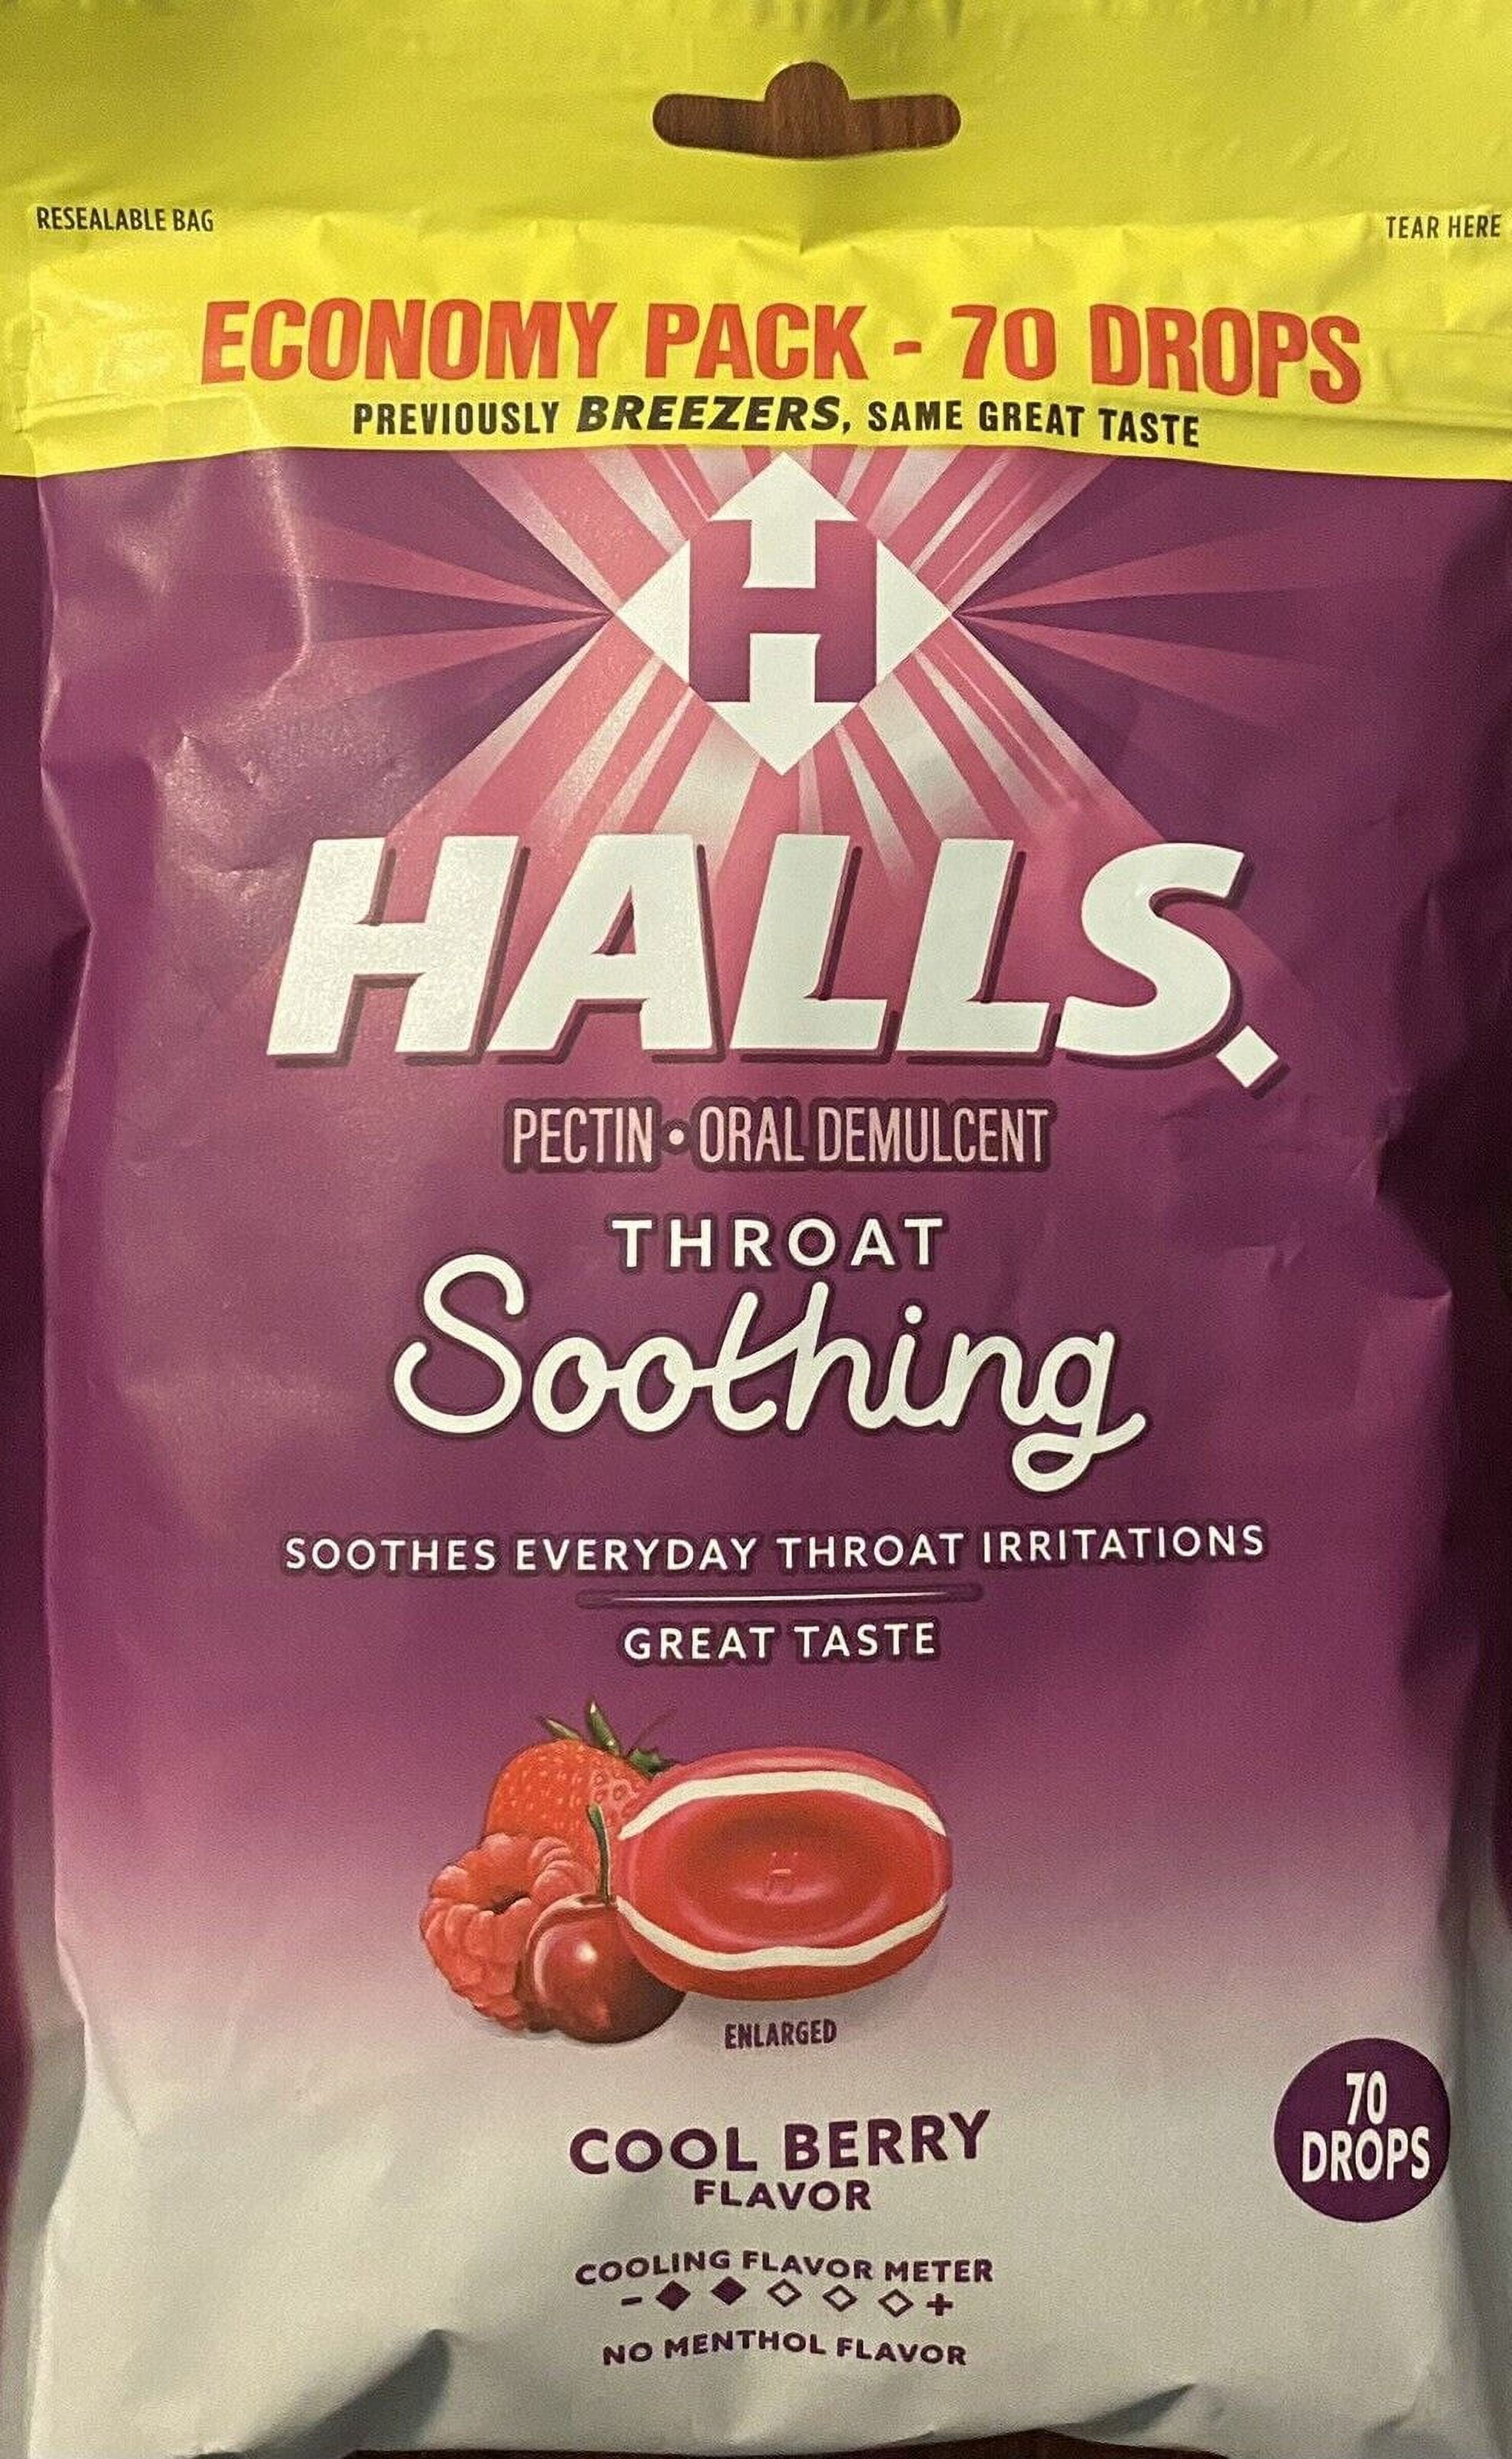 RESEALABLE BAG
TEAR HERE
ECONOMY PACK - 70 DROPS
PREVIOUSLY BREEZERS, SAME GREAT TASTE
H
HALLS.
PECTIN • ORAL DEMULCENT
THROAT
Soothing
SOOTHES EVERYDAY THROAT IRRITATIONS
GREAT TASTE
H
ENLARGED
COOL BERRY
FLAVOR
70
DROPS
COOLING FLAVOR METER
- ◆ ◆ ◇ ◇ ◇ +
NO MENTHOL FLAVOR